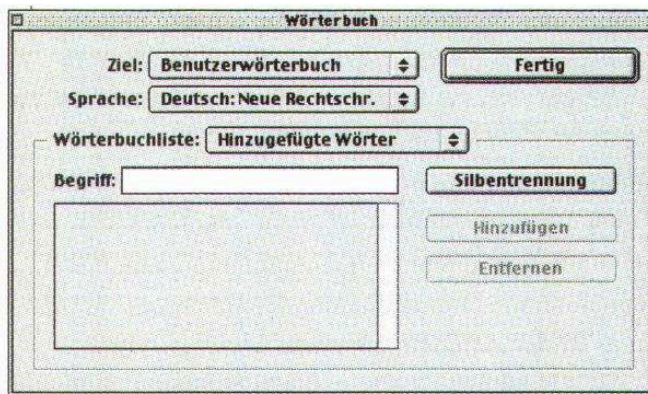 Wörterbuch
Ziel: Benutzerwörterbuch
Fertig
Sprache: Deutsch: Neue Rechtschr.
Wörterbuchliste: Hinzugefügte Wörter
Begriff:
Silbentrennung
Hinzufügen
Entfernen